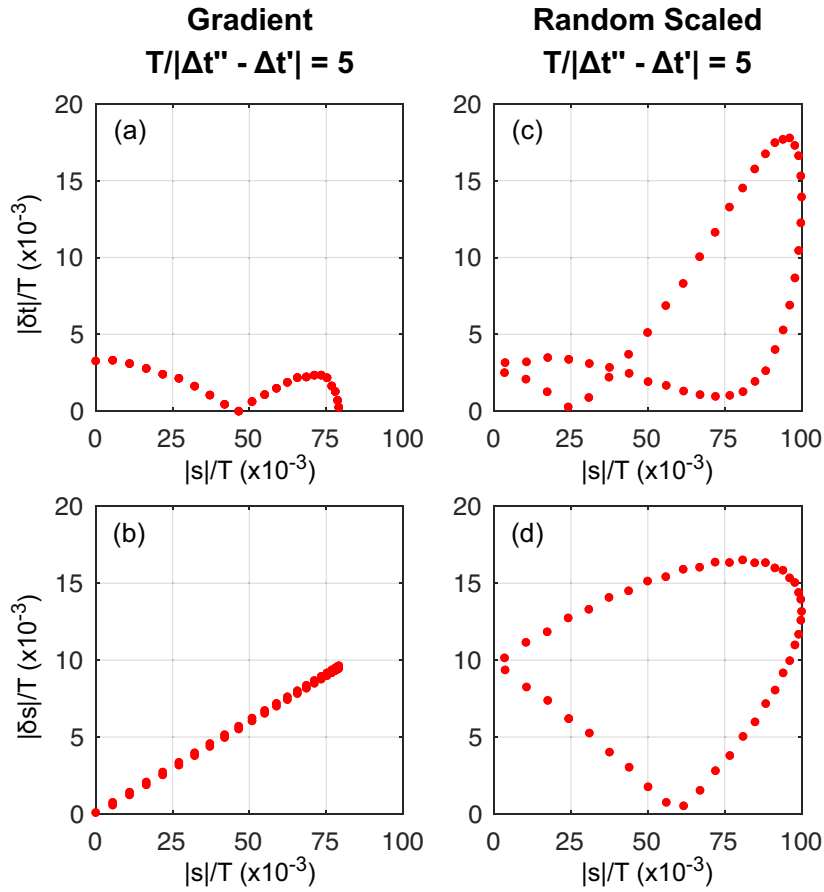 Gradient
T/|Δt" - Δt'| = 5
Random Scaled
T/|Δt" - Δt'| = 5
(a)
20
15
10
5
0
|δt|/T (x10⁻³)
0 25 50 75 100
|s|/T (x10⁻³)
(c)
20
15
10
5
0
0 25 50 75 100
|s|/T (x10⁻³)
(b)
20
15
10
5
0
|δs|/T (x10⁻³)
0 25 50 75 100
|s|/T (x10⁻³)
(d)
20
15
10
5
0
0 25 50 75 100
|s|/T (x10⁻³)